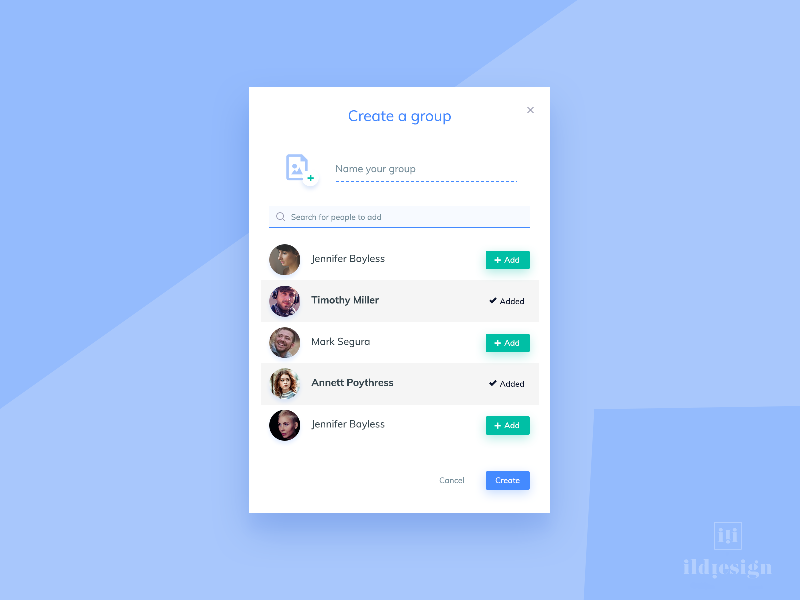 Create a group
Name your group
Search for people to add
Jennifer Bayless
Add
Timothy Miller
Added
Mark Segura
Add
Annett Poythress
Added
Jennifer Bayless
Add
Cancel
Create
ildiesign